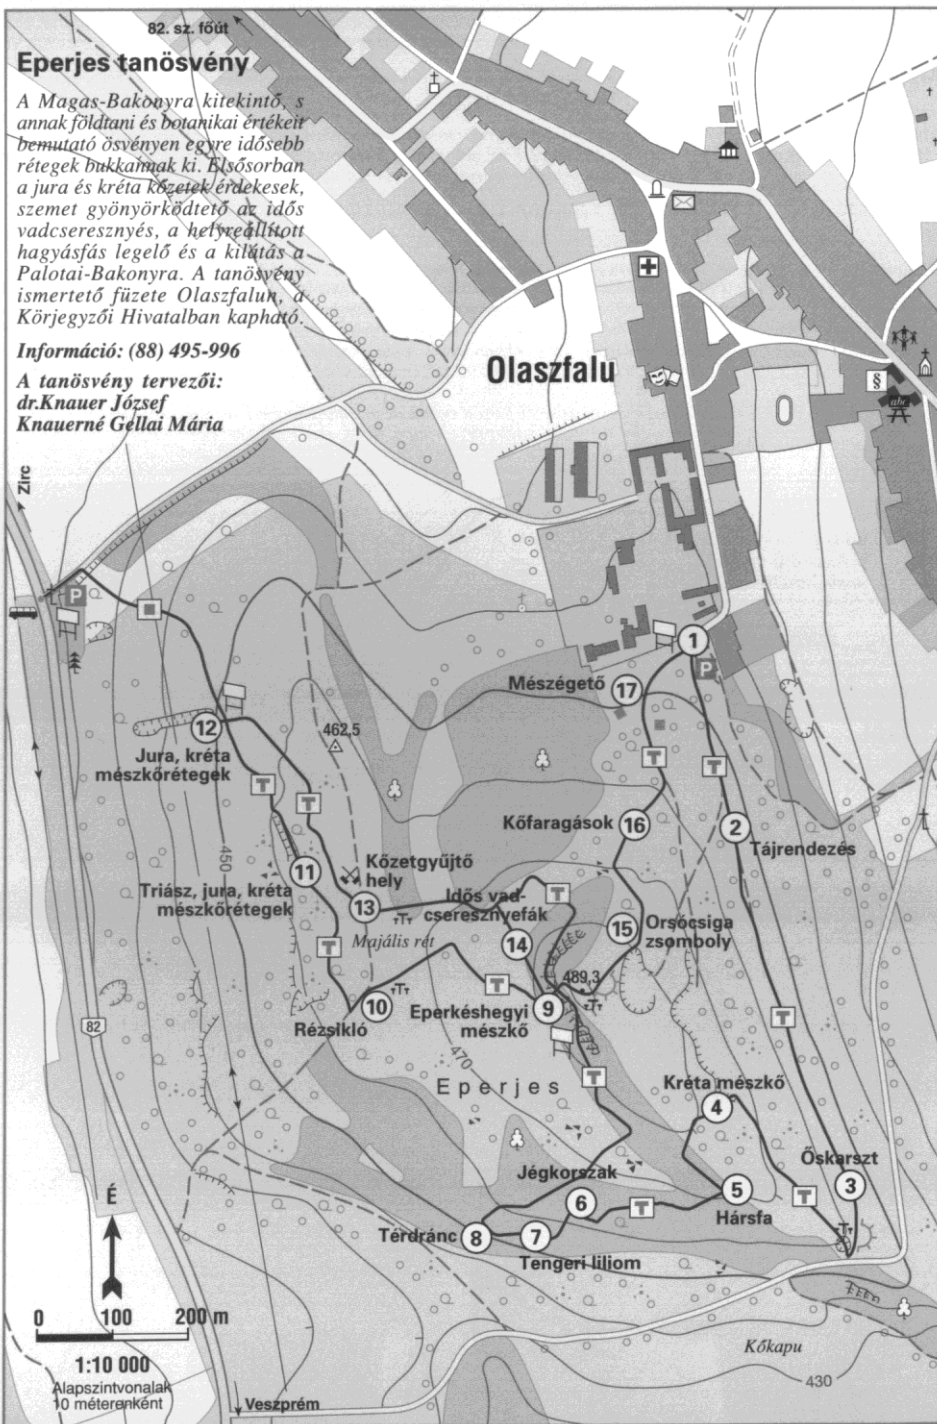 82. sz. főút
Eperjes tanösvény
A Magas-Bakonyra kitekintő, s
annak földtani és botanikai értékeit
bemutató ösvényen egyre idősebb
rétegek bukkannak ki. Elsősorban
a jura és kréta kőzetek érdekesek,
szemet gyönyörködtető az idős
vadcseresznyés, a helyreállított
hagyásfás legelő és a kilátás a
Palotai-Bakonyra. A tanösvény
ismertető füzete Olaszfalun, a
Körjegyzői Hivatalban kapható.
Információ: (88) 495-996
A tanösvény tervezői:
dr.Knauer József
Knauerné Gellai Mária
Olaszfalu
§
abc
Zirc
P
1
P
Mészégető
17
12
462,5
Jura, kréta
mészkőrétegek
T
T
T
T
Kőfaragások
16
2
Tájrendezés
450
11
Triász, jura, kréta
mészkőrétegek
Kőzetgyűjtő
hely
13
Idős vad-
cseresznyefák
T
14
15
Orsócsiga
zsomboly
T
Majális rét
489,3
10
Rézsikló
T
Eperkéshegyi
mészkő
9
T
82
470
Eperjes
T
Kréta mészkő
4
Jégkorszak
6
T
5
Hársfa
T
Őskarszt
3
É
Térdránc
8
7
Tengeri liliom
0 100 200 m
1:10 000
Alapszintvonalak
10 méterenként
Veszprém
Kőkapu
430